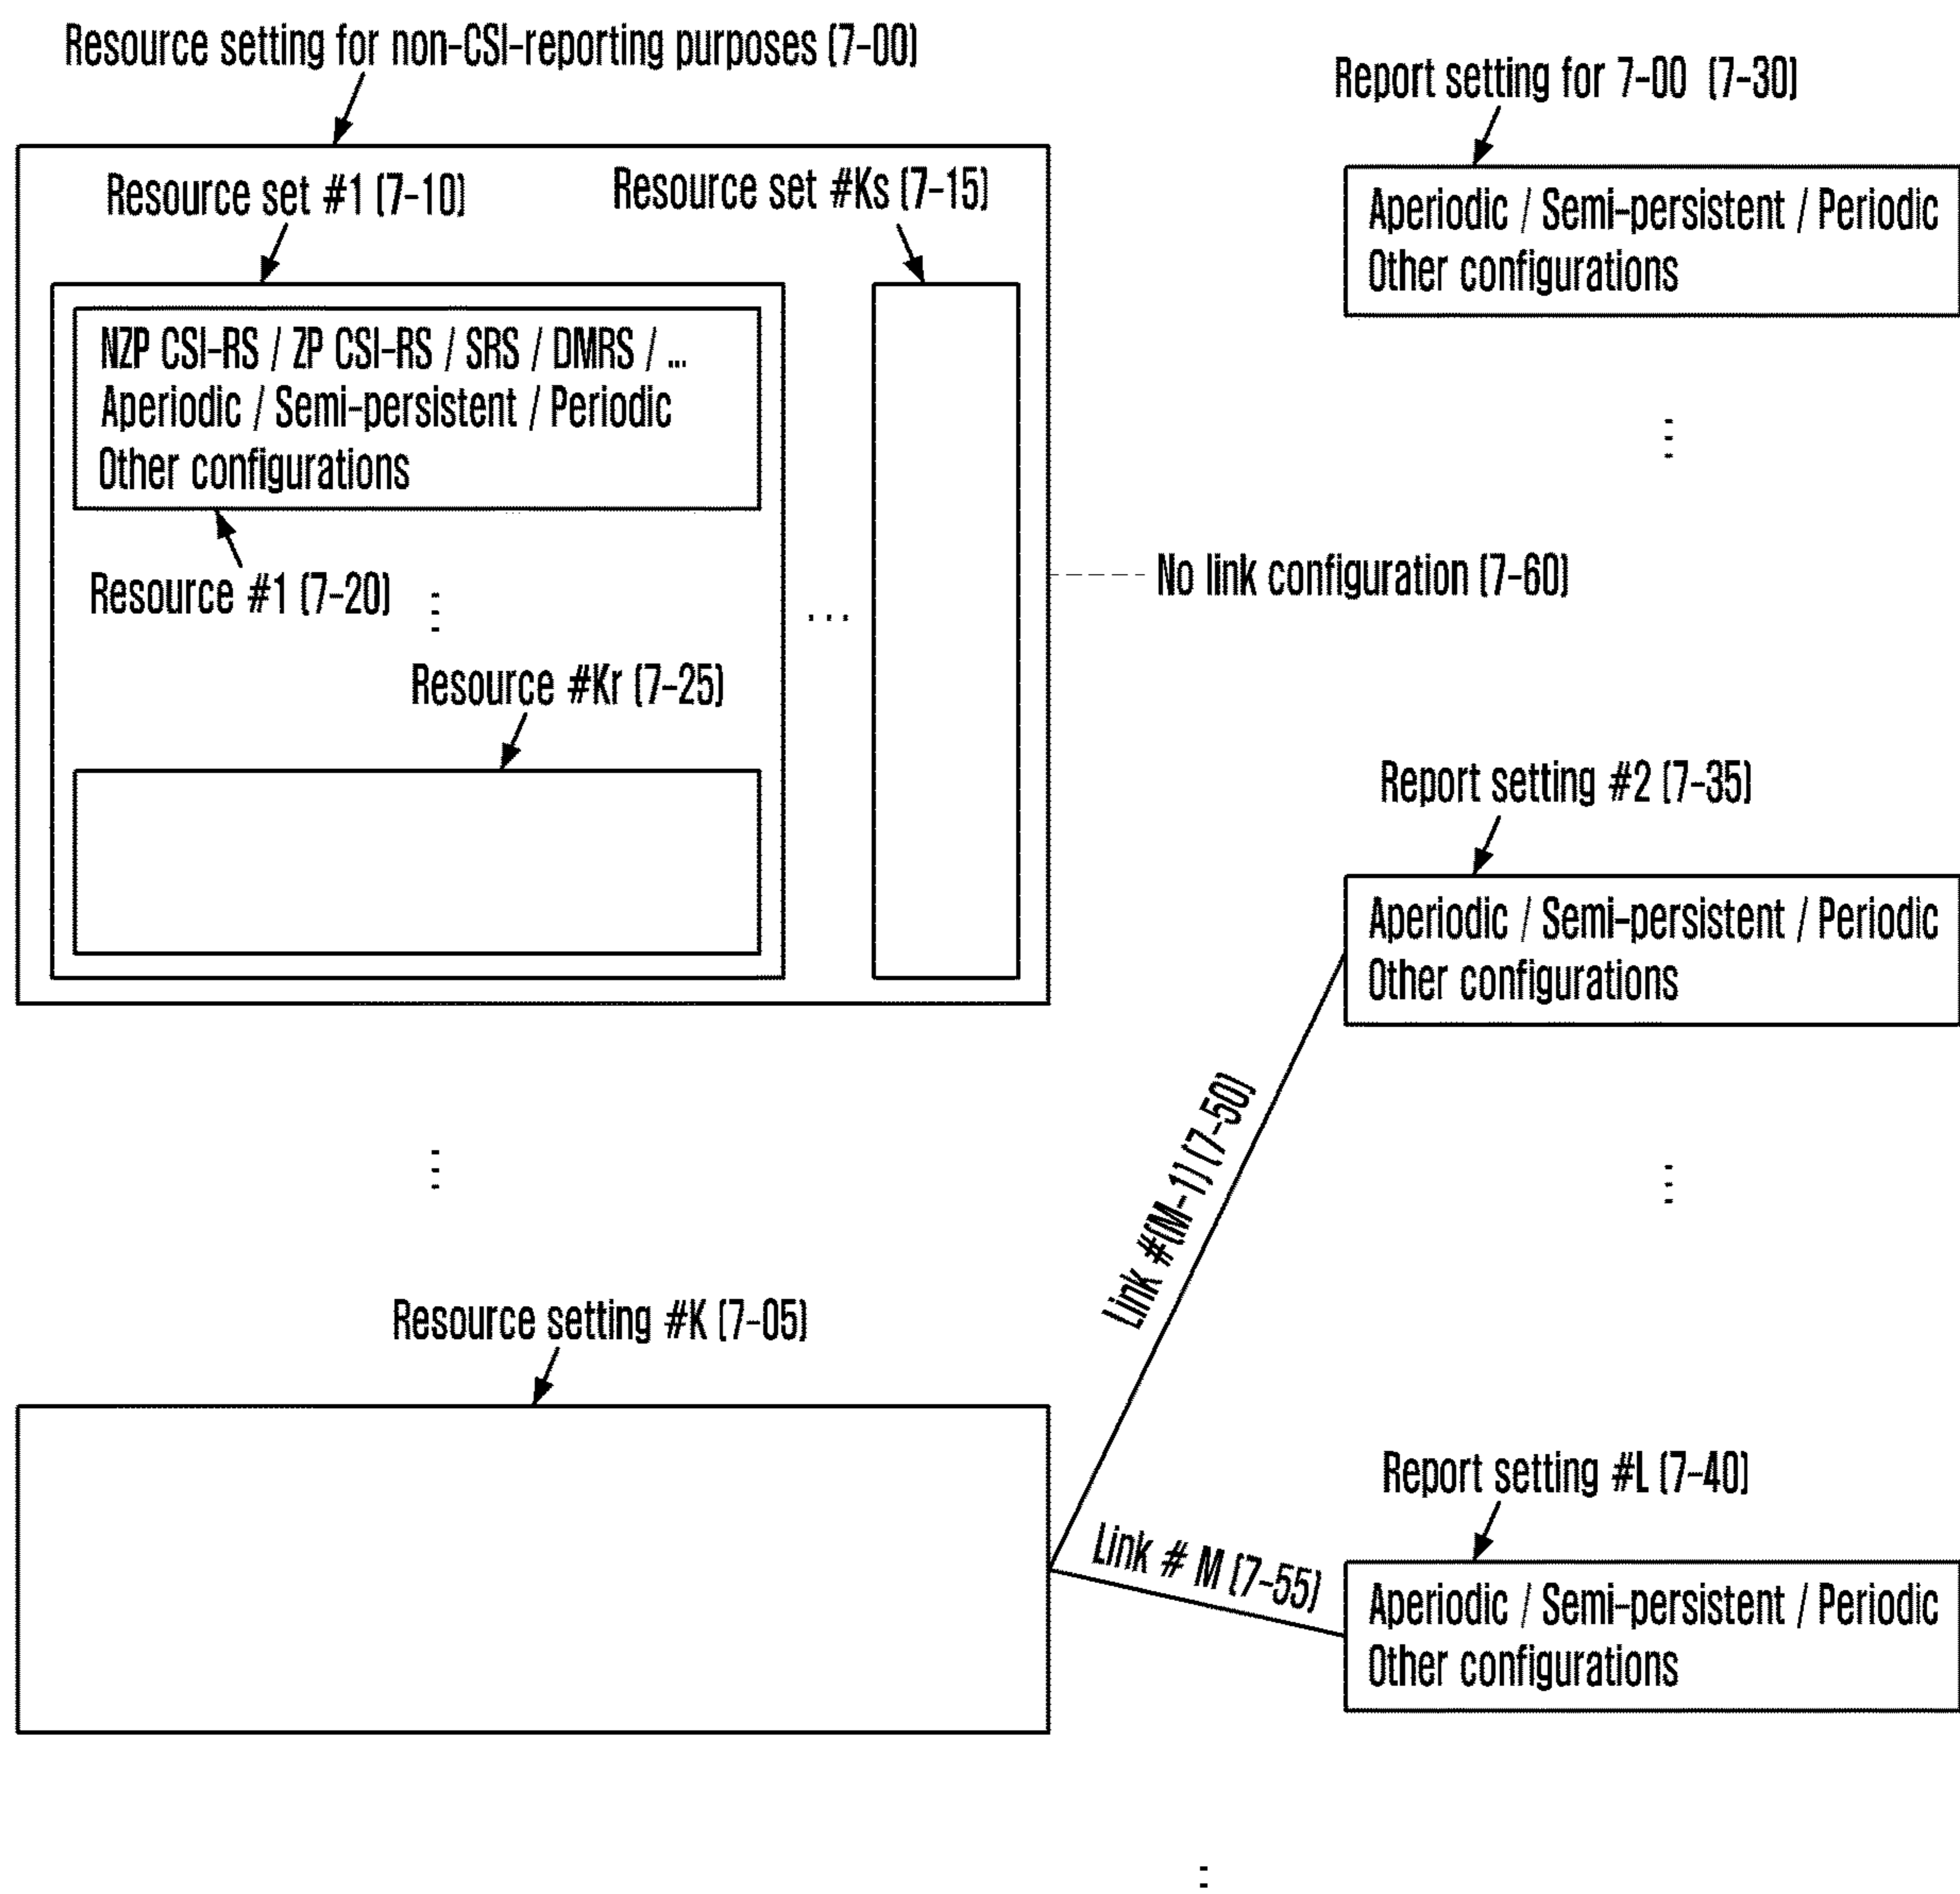 Resource setting for non-CSI-reporting purposes (7-00)
Report setting for 7-00 (7-30)
Resource set #1 (7-10)
Resource set #Ks (7-15)
Aperiodic / Semi-persistent / Periodic
Other configurations
NZP CSI-RS / ZP CSI-RS / SRS / DMRS / ...
Aperiodic / Semi-persistent / Periodic
Other configurations
Resource #1 (7-20)
...
No link configuration (7-60)
Resource #Kr (7-25)
Report setting #2 (7-35)
Aperiodic / Semi-persistent / Periodic
Other configurations
Link #(M-1) (7-50)
Resource setting #K (7-05)
Report setting #L (7-40)
Link # M (7-55)
Aperiodic / Semi-persistent / Periodic
Other configurations